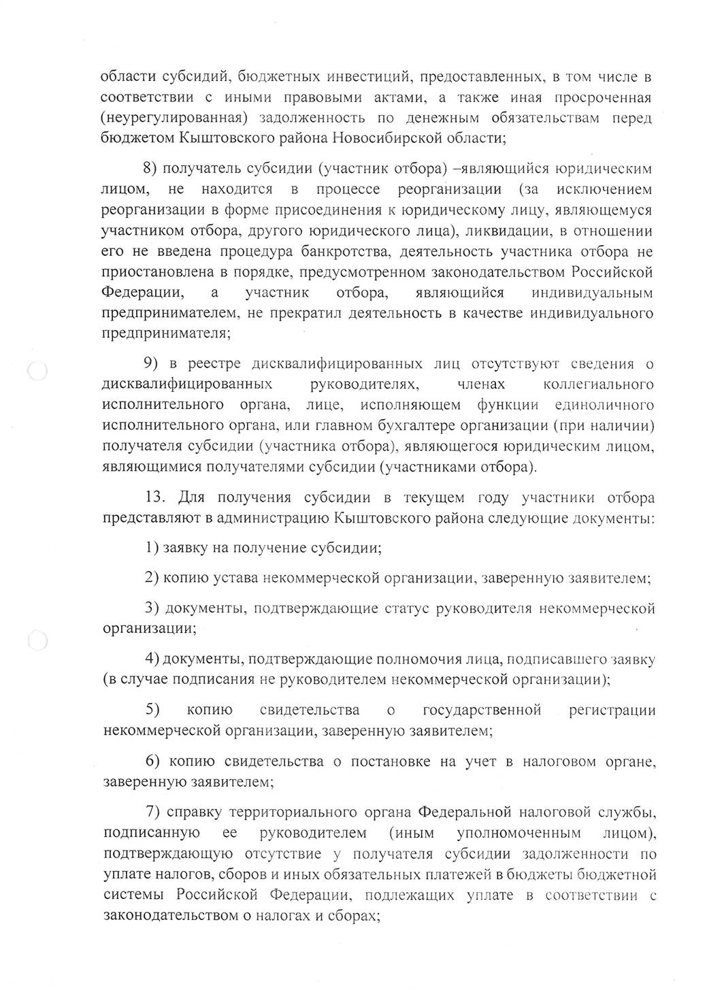 области субсидий, бюджетных инвестиций, предоставленных, в том числе в
соответствии с иными правовыми актами, а также иная просроченная
(неурегулированная) задолженность по денежным обязательствам перед
бюджетом Кыштовского района Новосибирской области;
8) получатель субсидии (участник отбора) –являющийся юридическим
лицом, не находится в процессе реорганизации (за исключением
реорганизации в форме присоединения к юридическому лицу, являющемуся
участником отбора, другого юридического лица), ликвидации, в отношении
его не введена процедура банкротства, деятельность участника отбора не
приостановлена в порядке, предусмотренном законодательством Российской
Федерации, а участник отбора, являющийся индивидуальным
предпринимателем, не прекратил деятельность в качестве индивидуального
предпринимателя;
9) в реестре дисквалифицированных лиц отсутствуют сведения о
дисквалифицированных руководителях, членах коллегиального
исполнительного органа, лице, исполняющем функции единоличного
исполнительного органа, или главном бухгалтере организации (при наличии)
получателя субсидии (участника отбора), являющегося юридическим лицом,
являющимися получателями субсидии (участниками отбора).
13. Для получения субсидии в текущем году участники отбора
представляют в администрацию Кыштовского района следующие документы:
1) заявку на получение субсидии;
2) копию устава некоммерческой организации, заверенную заявителем;
3) документы, подтверждающие статус руководителя некоммерческой
организации;
4) документы, подтверждающие полномочия лица, подписавшего заявку
(в случае подписания не руководителем некоммерческой организации);
5) копию свидетельства о государственной регистрации
некоммерческой организации, заверенную заявителем;
6) копию свидетельства о постановке на учет в налоговом органе,
заверенную заявителем;
7) справку территориального органа Федеральной налоговой службы,
подписанную ее руководителем (иным уполномоченным лицом),
подтверждающую отсутствие у получателя субсидии задолженности по
уплате налогов, сборов и иных обязательных платежей в бюджеты бюджетной
системы Российской Федерации, подлежащих уплате в соответствии с
законодательством о налогах и сборах;